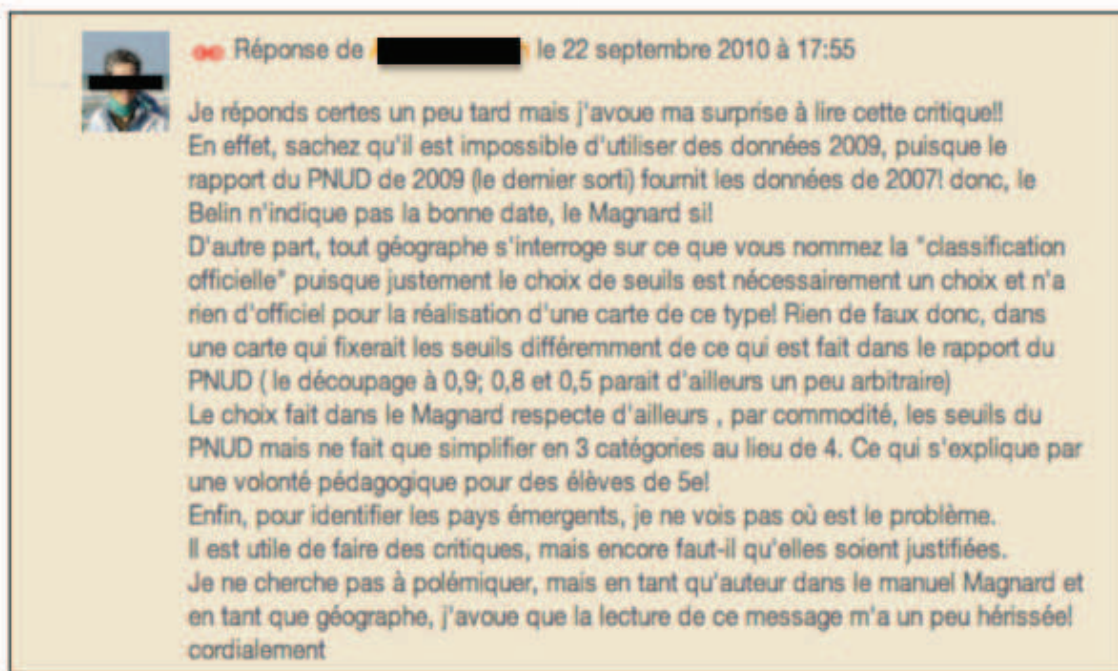 Réponse de le 22 septembre 2010 à 17:55
Je réponds certes un peu tard mais j'avoue ma surprise à lire cette critique!!
En effet, sachez qu'il est impossible d'utiliser des données 2009, puisque le
rapport du PNUD de 2009 (le dernier sorti) fournit les données de 2007! donc, le
Belin n'indique pas la bonne date, le Magnard si!
D'autre part, tout géographe s'interroge sur ce que vous nommez la "classification
officielle" puisque justement le choix de seuils est nécessairement un choix et n'a
rien d'officiel pour la réalisation d'une carte de ce type! Rien de faux donc, dans
une carte qui fixerait les seuils différemment de ce qui est fait dans le rapport du
PNUD ( le découpage à 0,9; 0,8 et 0,5 parait d'ailleurs un peu arbitraire)
Le choix fait dans le Magnard respecte d'ailleurs , par commodité, les seuils du
PNUD mais ne fait que simplifier en 3 catégories au lieu de 4. Ce qui s'explique par
une volonté pédagogique pour des élèves de 5e!
Enfin, pour identifier les pays émergents, je ne vois pas où est le problème.
Il est utile de faire des critiques, mais encore faut-il qu'elles soient justifiées.
Je ne cherche pas à polémiquer, mais en tant qu'auteur dans le manuel Magnard et
en tant que géographe, j'avoue que la lecture de ce message m'a un peu hérissée!
cordialement